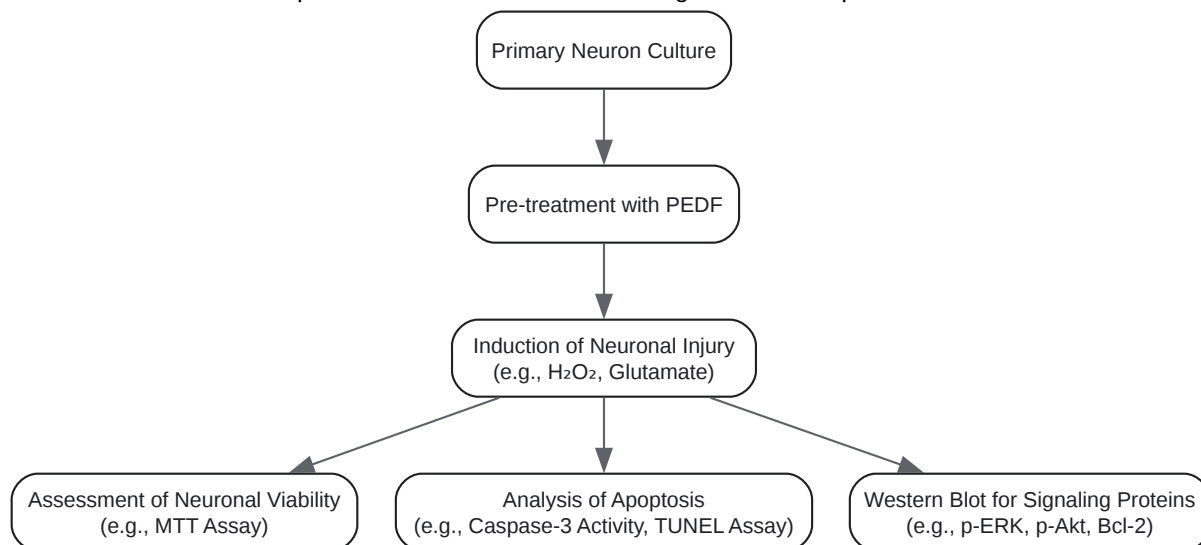 Primary Neuron Culture
Pre-treatment with PEDF
Induction of Neuronal Injury
(e.g., H₂O₂, Glutamate)
Assessment of Neuronal Viability
(e.g., MTT Assay)
Analysis of Apoptosis
(e.g., Caspase-3 Activity, TUNEL Assay)
Western Blot for Signaling Proteins
(e.g., p-ERK, p-Akt, Bcl-2)